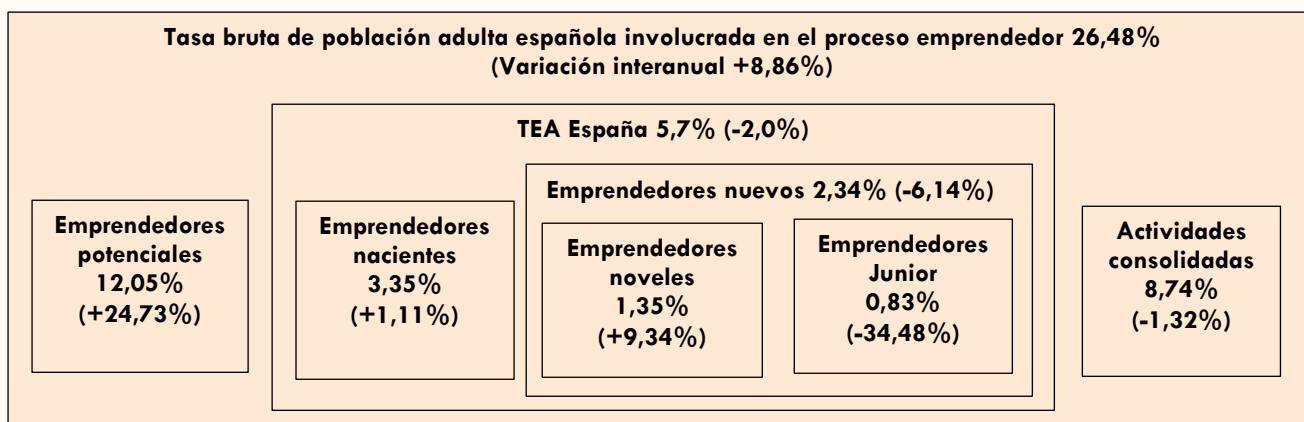 Tasa bruta de población adulta española involucrada en el proceso emprendedor 26,48%
(Variación interanual +8,86%)
TEA España 5,7% (-2,0%)
Emprendedores nuevos 2,34% (-6,14%)
Emprendedores
potenciales
12,05%
(+24,73%)
Emprendedores
nacientes
3,35%
(+1,11%)
Emprendedores
noveles
1,35%
(+9,34%)
Emprendedores
Junior
0,83%
(-34,48%)
Actividades
consolidadas
8,74%
(-1,32%)